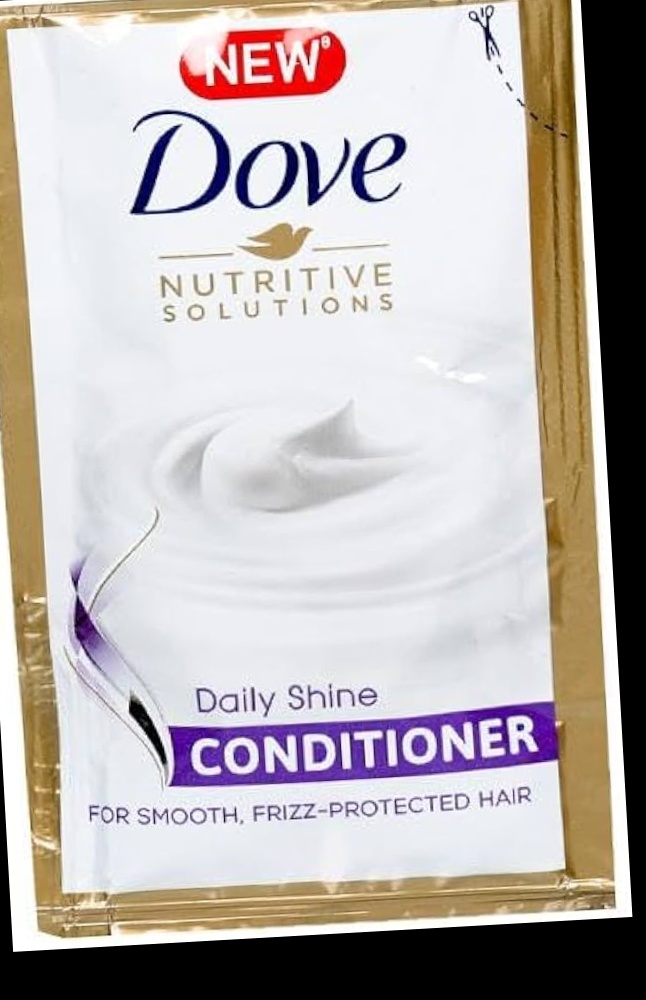 NEW®
Dove
NUTRITIVE
SOLUTIONS
Daily Shine
CONDITIONER
FOR SMOOTH, FRIZZ-PROTECTED HAIR